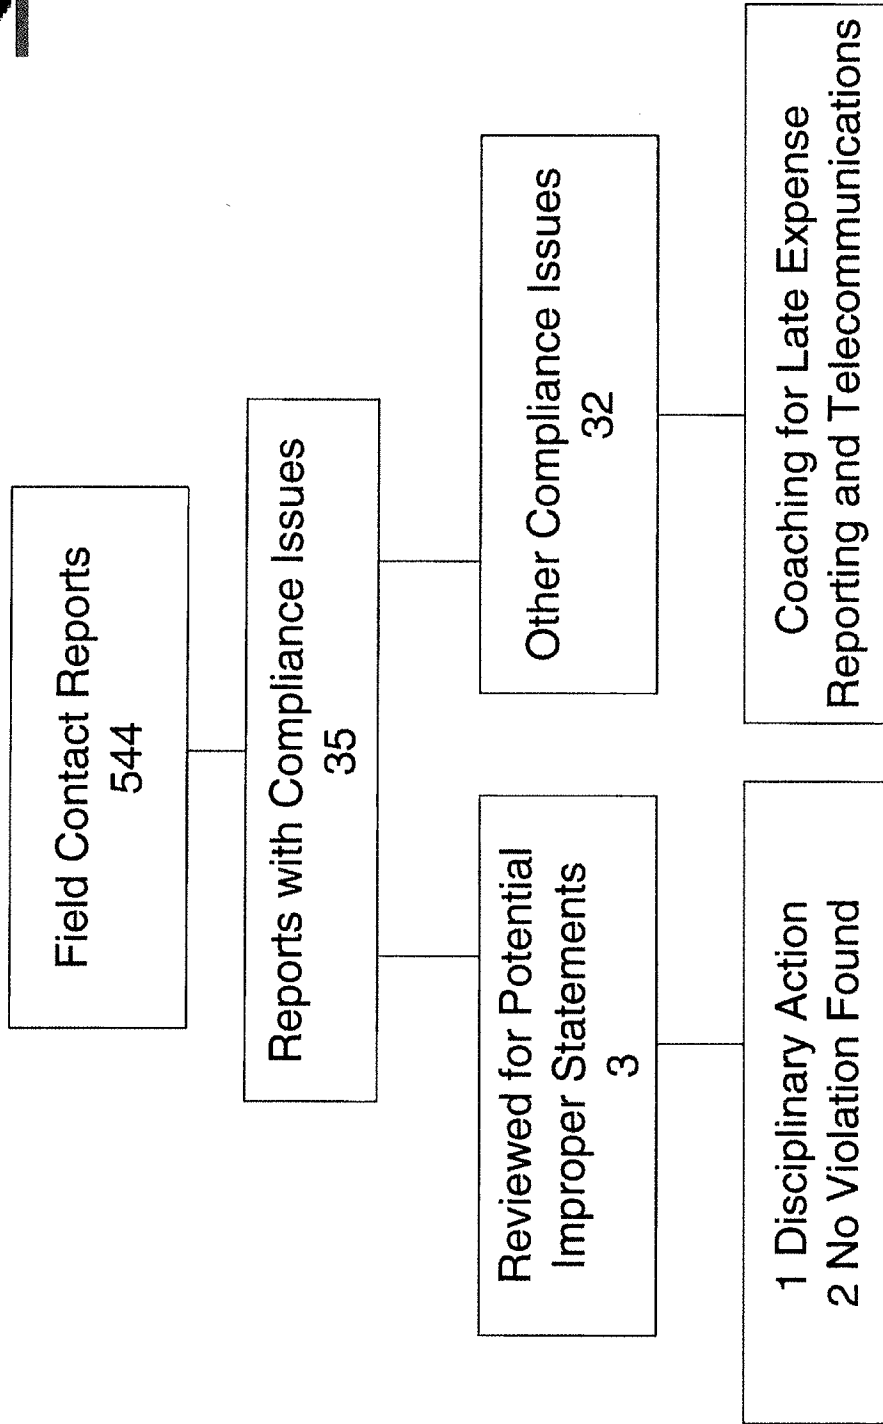 Field Contact Reports
544
Reports with Compliance Issues
35
Reviewed for Potential
Improper Statements
3
Other Compliance Issues
32
1 Disciplinary Action
2 No Violation Found
Coaching for Late Expense
Reporting and Telecommunications